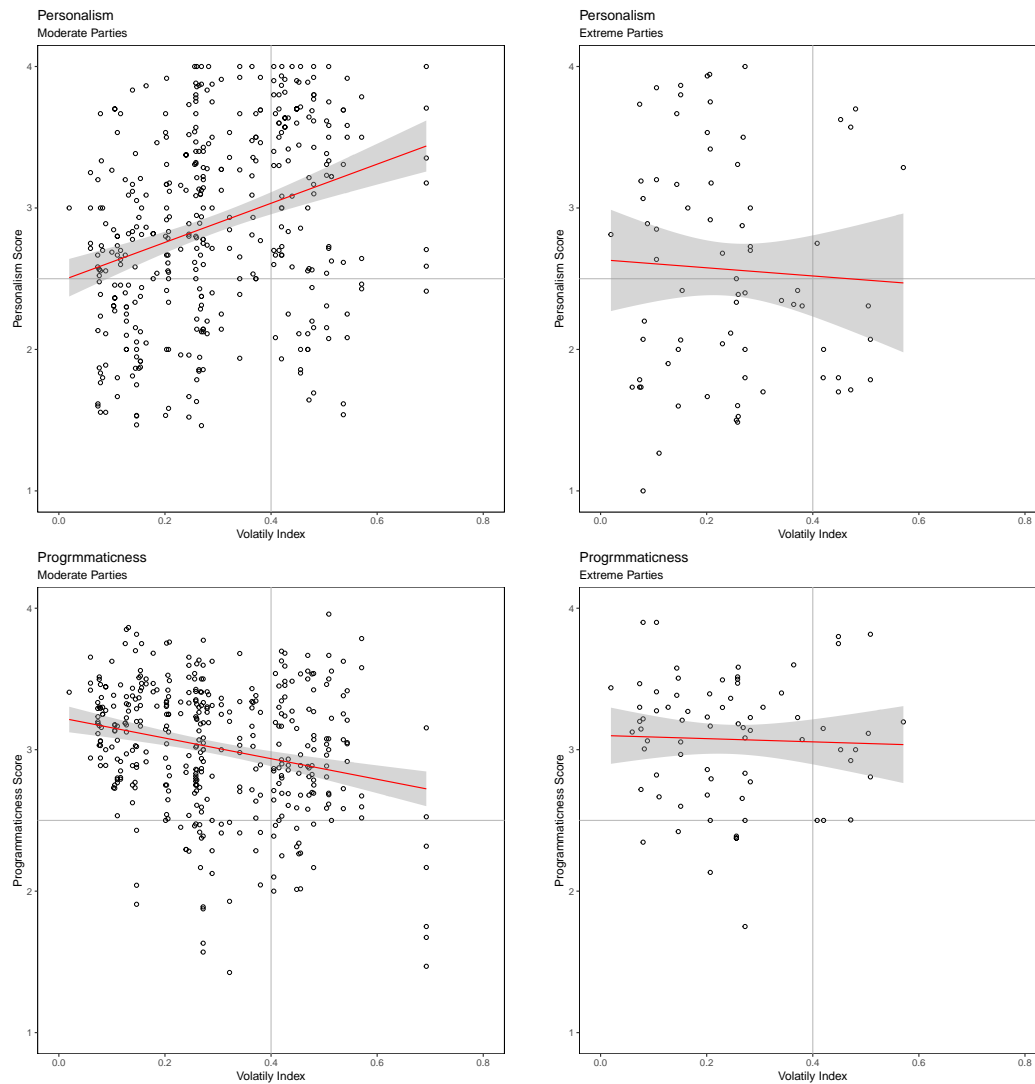 Personalism
Moderate Parties
4
3
2
1
Personalism Score
0.0 0.2 0.4 0.6 0.8
Volatily Index
Personalism
Extreme Parties
4
3
2
1
Personalism Score
0.0 0.2 0.4 0.6 0.8
Volatily Index
Progrmmaticness
Moderate Parties
4
3
2
1
Programmaticness Score
0.0 0.2 0.4 0.6 0.8
Volatily Index
Progrmmaticness
Extreme Parties
4
3
2
1
Programmaticness Score
0.0 0.2 0.4 0.6 0.8
Volatily Index